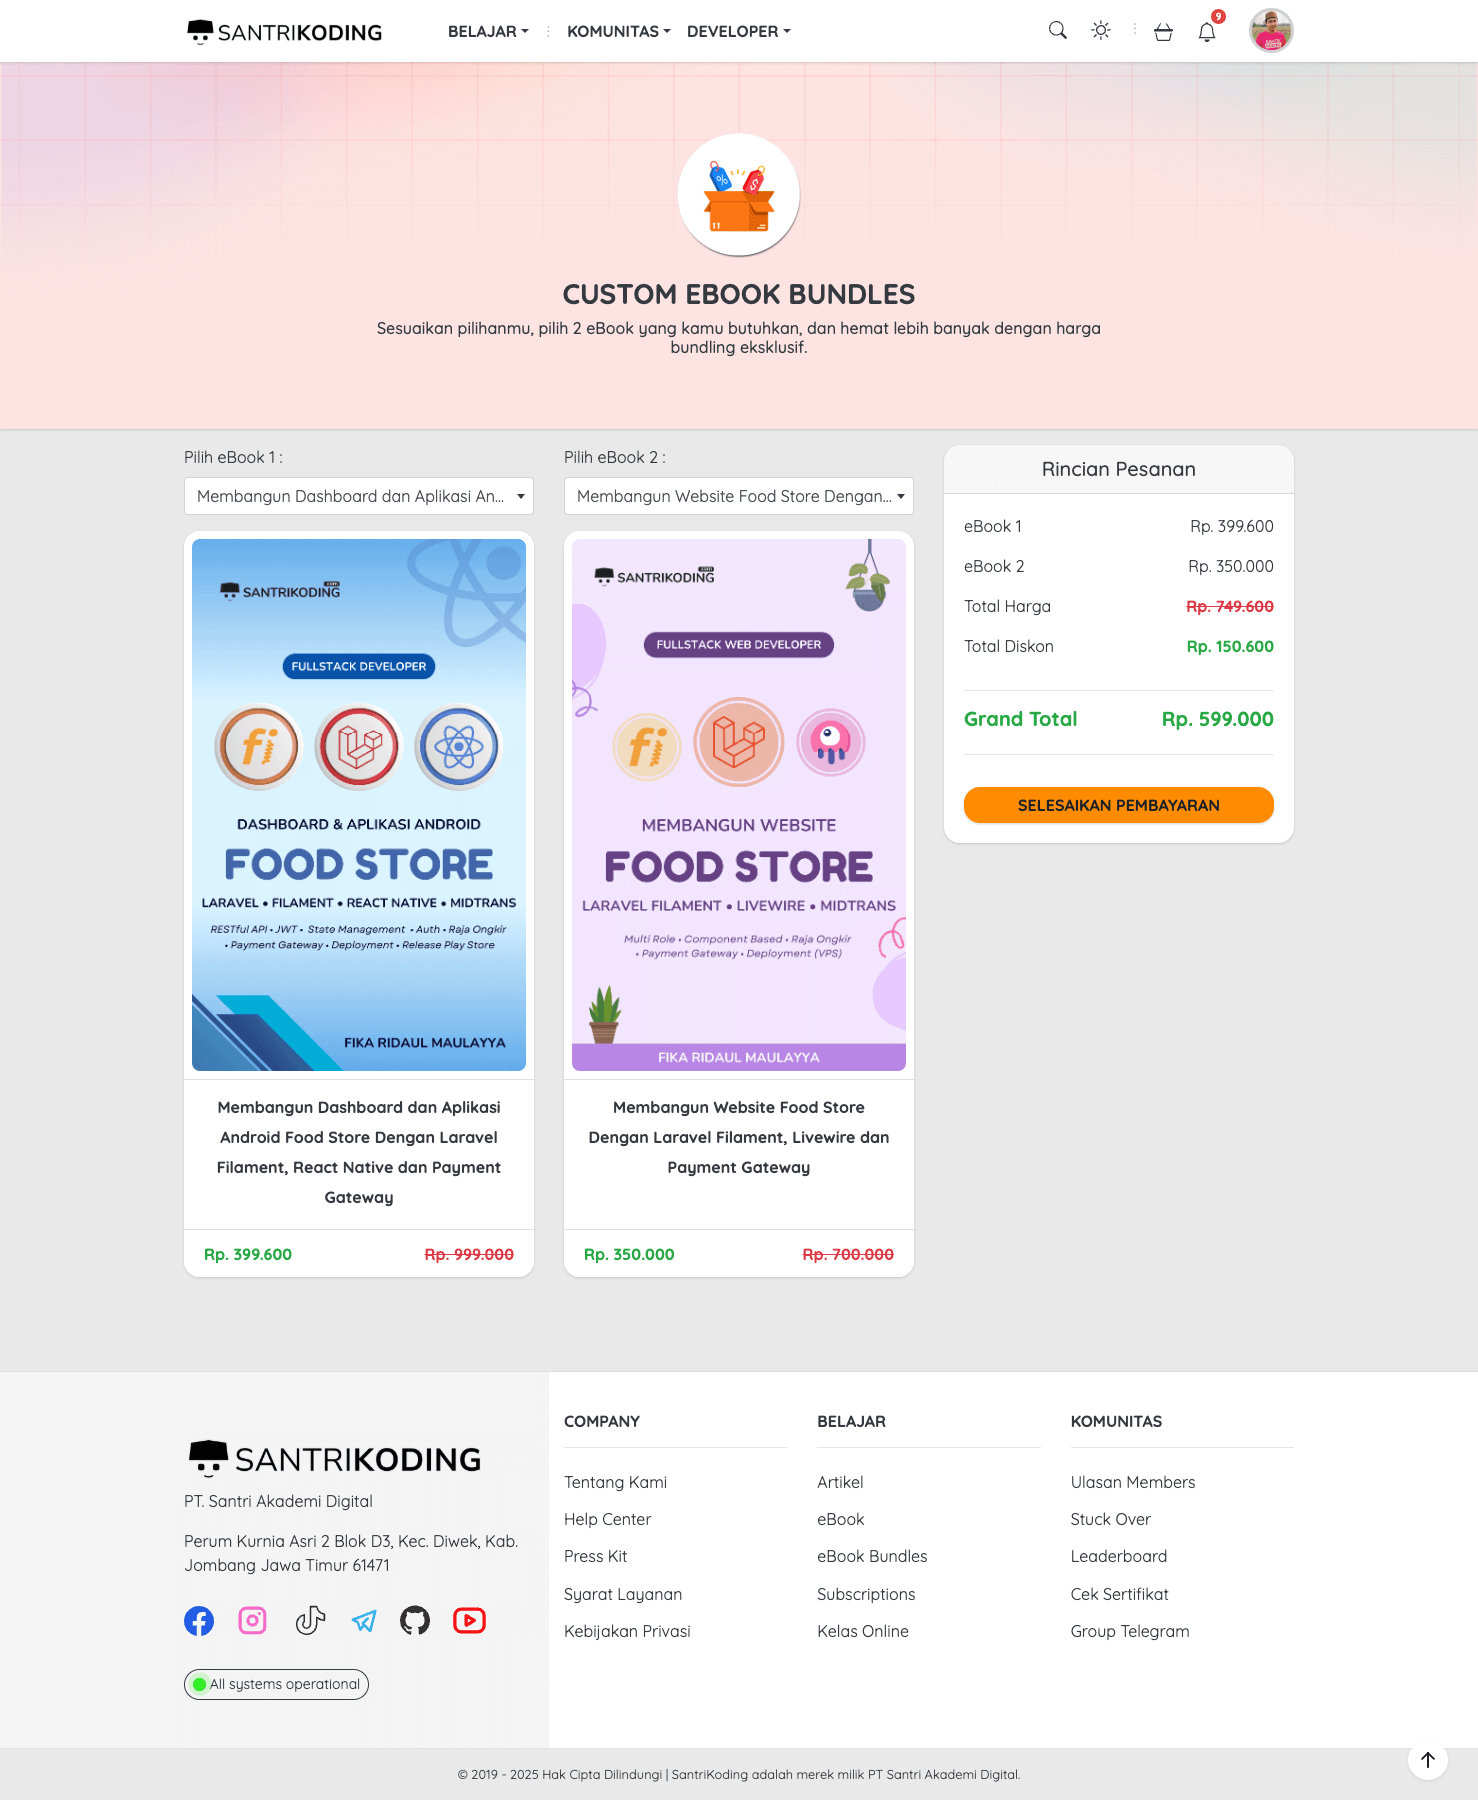 SANTRIKODING
BELAJAR
KOMUNITAS
DEVELOPER
9
CUSTOM EBOOK BUNDLES
Sesuaikan pilihanmu, pilih 2 eBook yang kamu butuhkan, dan hemat lebih banyak dengan harga
bundling eksklusif.
Pilih eBook 1 :
Membangun Dashboard dan Aplikasi An...
SANTRIKODING
.COM
FULLSTACK DEVELOPER
DASHBOARD & APLIKASI ANDROID
FOOD STORE
LARAVEL • FILAMENT • REACT NATIVE • MIDTRANS
RESTful API • JWT • State Management • Auth • Raja Ongkir
• Payment Gateway • Deployment • Release Play Store
FIKA RIDAUL MAULAYYA
Membangun Dashboard dan Aplikasi
Android Food Store Dengan Laravel
Filament, React Native dan Payment
Gateway
Rp. 399.600 Rp. 999.000
Pilih eBook 2 :
Membangun Website Food Store Dengan...
SANTRIKODING
.COM
FULLSTACK WEB DEVELOPER
MEMBANGUN WEBSITE
FOOD STORE
LARAVEL FILAMENT • LIVEWIRE • MIDTRANS
Multi Role • Component Based • Raja Ongkir
• Payment Gateway • Deployment (VPS)
FIKA RIDAUL MAULAYYA
Membangun Website Food Store
Dengan Laravel Filament, Livewire dan
Payment Gateway
Rp. 350.000 Rp. 700.000
Rincian Pesanan
eBook 1 Rp. 399.600
eBook 2 Rp. 350.000
Total Harga Rp. 749.600
Total Diskon Rp. 150.600
Grand Total Rp. 599.000
SELESAIKAN PEMBAYARAN
SANTRIKODING
PT. Santri Akademi Digital
Perum Kurnia Asri 2 Blok D3, Kec. Diwek, Kab.
Jombang Jawa Timur 61471
All systems operational
COMPANY
Tentang Kami
Help Center
Press Kit
Syarat Layanan
Kebijakan Privasi
BELAJAR
Artikel
eBook
eBook Bundles
Subscriptions
Kelas Online
KOMUNITAS
Ulasan Members
Stuck Over
Leaderboard
Cek Sertifikat
Group Telegram
© 2019 - 2025 Hak Cipta Dilindungi | SantriKoding adalah merek milik PT Santri Akademi Digital.